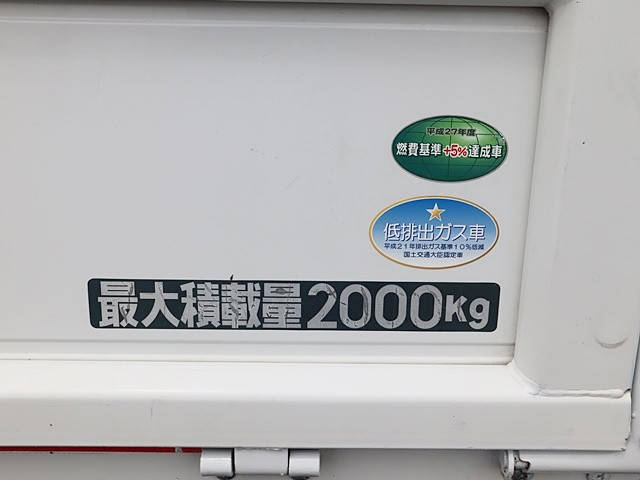 平成27年度
燃費基準+5%達成車
低排出ガス車
平成21年排出ガス基準10%低減
国土交通大臣認定車
最大積載量2000Kg